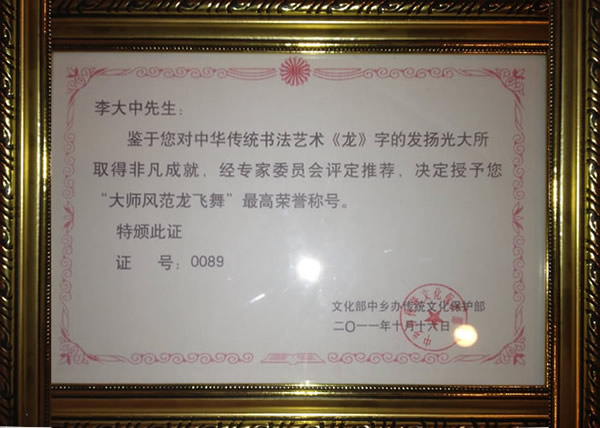 李大中先生：
鉴于您对中华传统书法艺术《龙》字的发扬光大所
取得非凡成就，经专家委员会评定推荐，决定授予您
“大师风范龙飞舞”最高荣誉称号。
特颁此证
证 号：0089
文化部中乡办传统文化保护部
二〇一一年十月十六日